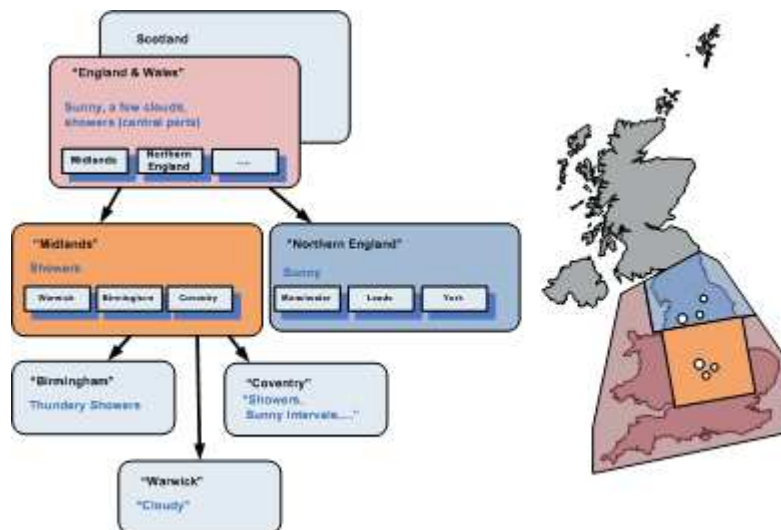 Scotland
"England & Wales"
Sunny, a few clouds,
showers (central parts)
Midlands
Northern
England
....
"Midlands"
Showers
Warwick
Birmingham
Coventry
"Northern England"
Sunny
Manchester
Leeds
York
"Birmingham"
Thundery Showers
"Coventry"
"Showers,
Sunny Intervals...."
"Warwick"
"Cloudy"